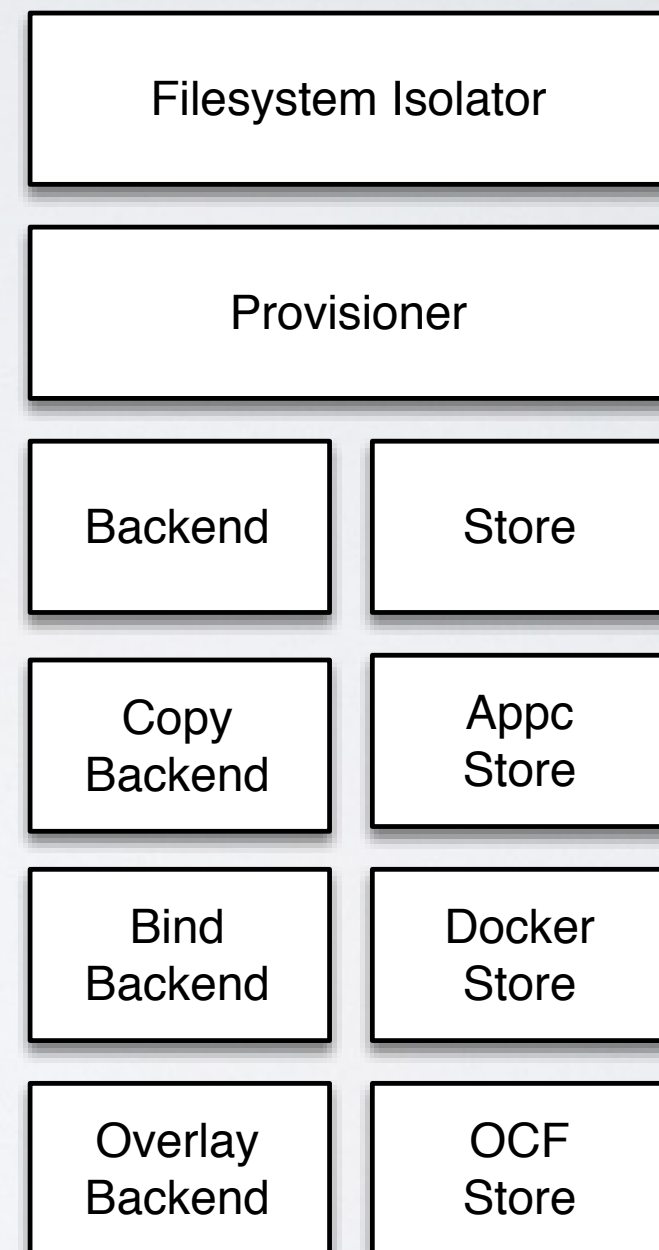 Filesystem Isolator
Provisioner
Backend
Store
Copy
Backend
Appc
Store
Bind
Backend
Docker
Store
Overlay
Backend
OCF
Store